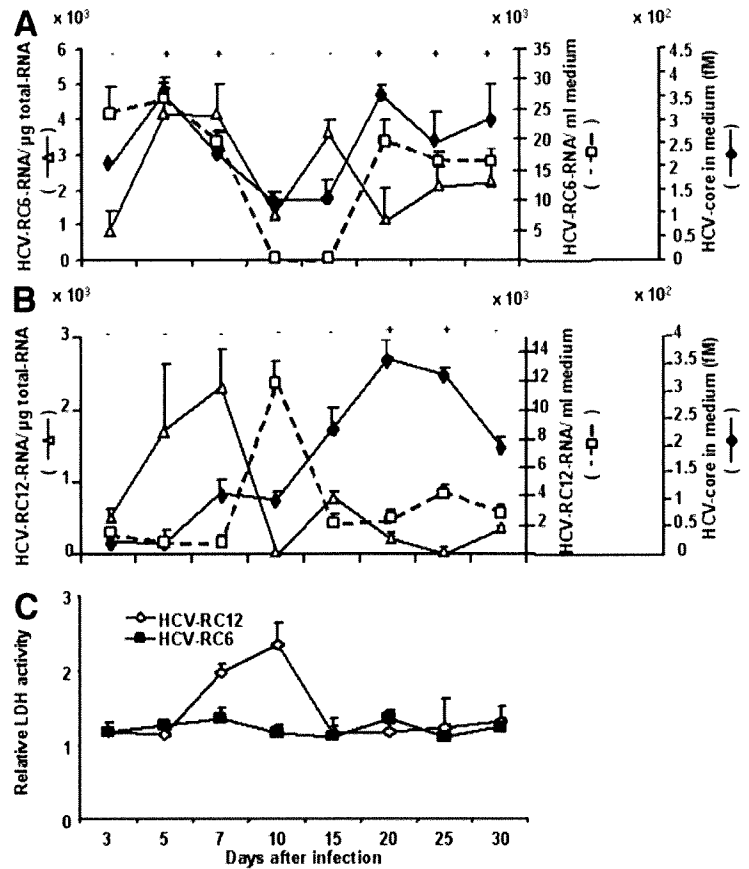 A
x 10³ x 10³ x 10²
- + + - - + + +
HCV-RC6-RNA/ µg total-RNA
6
5
4
3
2
1
0
35
30
25
20
15
10
5
HCV-RC6-RNA/ ml medium
4.5
4
3.5
3
2.5
2
1.5
1
0.5
0
HCV-core in medium (fM)
B
x 10³ x 10³ x 10²
- - - - - + + -
HCV-RC12-RNA/ µg total-RNA
3
2
1
0
14
12
10
8
6
4
2
HCV-RC12-RNA/ ml medium
4
3.5
3
2.5
2
1.5
1
0.5
0
HCV-core in medium (fM)
C
Relative LDH activity
3
2
1
0
HCV-RC12
HCV-RC6
3 5 7 10 15 20 25 30
Days after infection